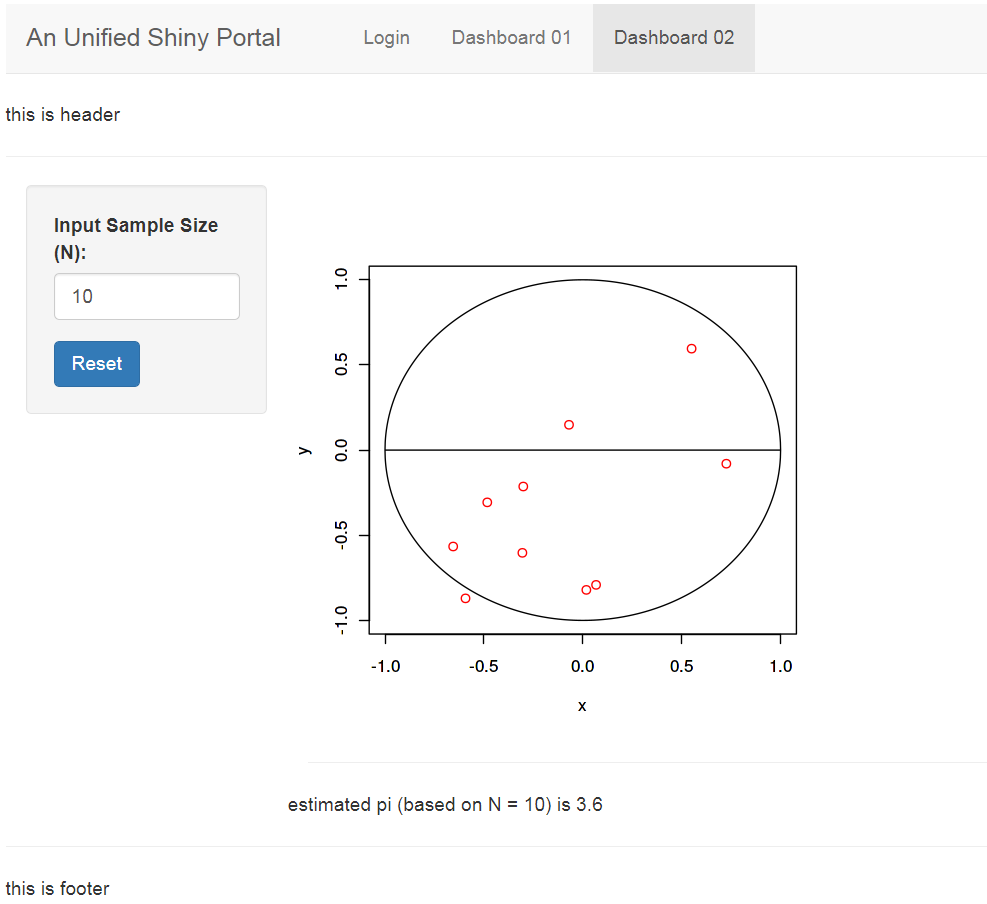 An Unified Shiny Portal Login Dashboard 01 Dashboard 02
this is header
Input Sample Size
(N):
10
Reset
1.0
0.5
0.0
-0.5
-1.0
y
-1.0 -0.5 0.0 0.5 1.0
x
estimated pi (based on N = 10) is 3.6
this is footer